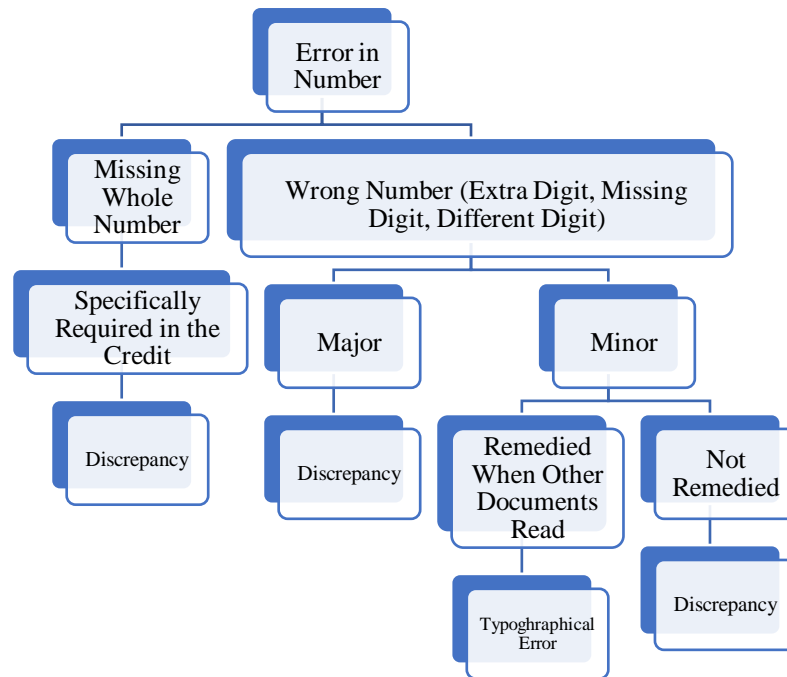 Error in
Number
Missing
Whole
Number
Wrong Number (Extra Digit, Missing
Digit, Different Digit)
Specifically
Required in the
Credit
Major
Minor
Discrepancy
Discrepancy
Remedied
When Other
Documents
Read
Not
Remedied
Typoghraphical
Error
Discrepancy